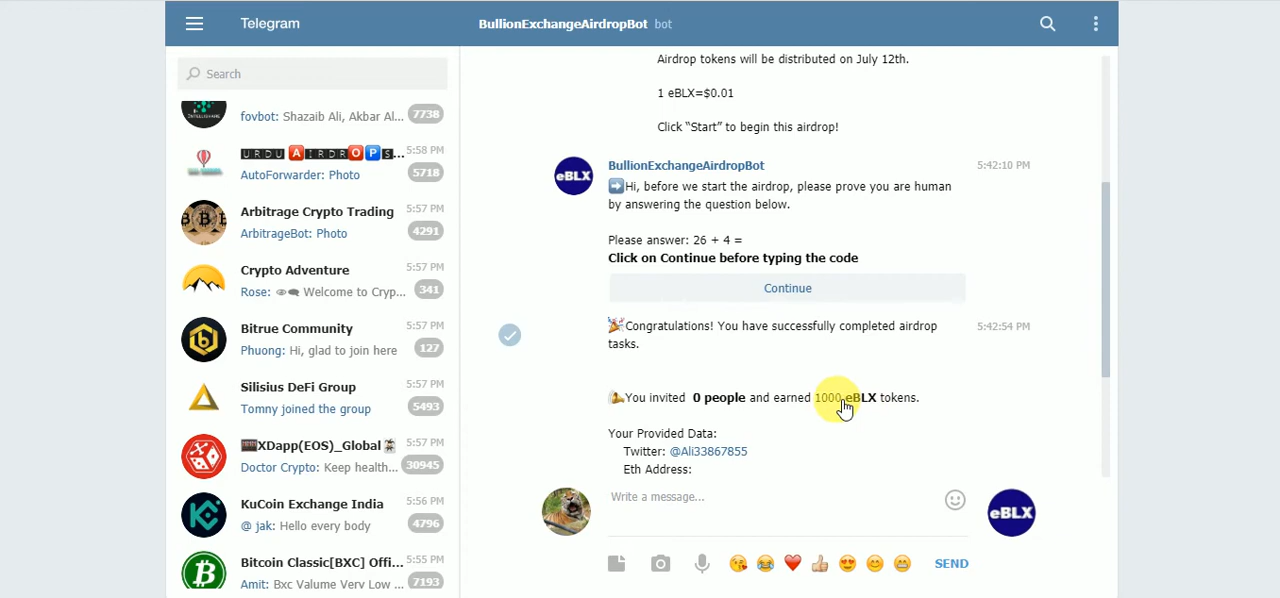 Telegram
BullionExchangeAirdropBot bot
Search
fovbot: Shazaib Ali, Akbar Al... 7738
URDU AIRDROPS... 5:58 PM
AutoForwarder: Photo 5718
Arbitrage Crypto Trading 5:57 PM
ArbitrageBot: Photo 4291
Crypto Adventure 5:57 PM
Rose: 👁️🗨 Welcome to Cryp... 341
Bitrue Community 5:57 PM
Phuong: Hi, glad to join here 127
Silisius DeFi Group 5:57 PM
Tomny joined the group 5493
XDapp(EOS)_Global 5:57 PM
Doctor Crypto: Keep health... 30945
KuCoin Exchange India 5:56 PM
@ jak: Hello every body 4796
Bitcoin Classic[BXC] Offi... 5:55 PM
Amit: Bxc Valume Verv Low ... 7193
Airdrop tokens will be distributed on July 12th.
1 eBLX=$0.01
Click “Start” to begin this airdrop!
eBLX
BullionExchangeAirdropBot 5:42:10 PM
➡️Hi, before we start the airdrop, please prove you are human
by answering the question below.
Please answer: 26 + 4 =
Click on Continue before typing the code
Continue
🎉Congratulations! You have successfully completed airdrop 5:42:54 PM
tasks.
You invited 0 people and earned 1000 eBLX tokens.
Your Provided Data:
Twitter: @Ali33867855
Eth Address:
Write a message...
eBLX
SEND